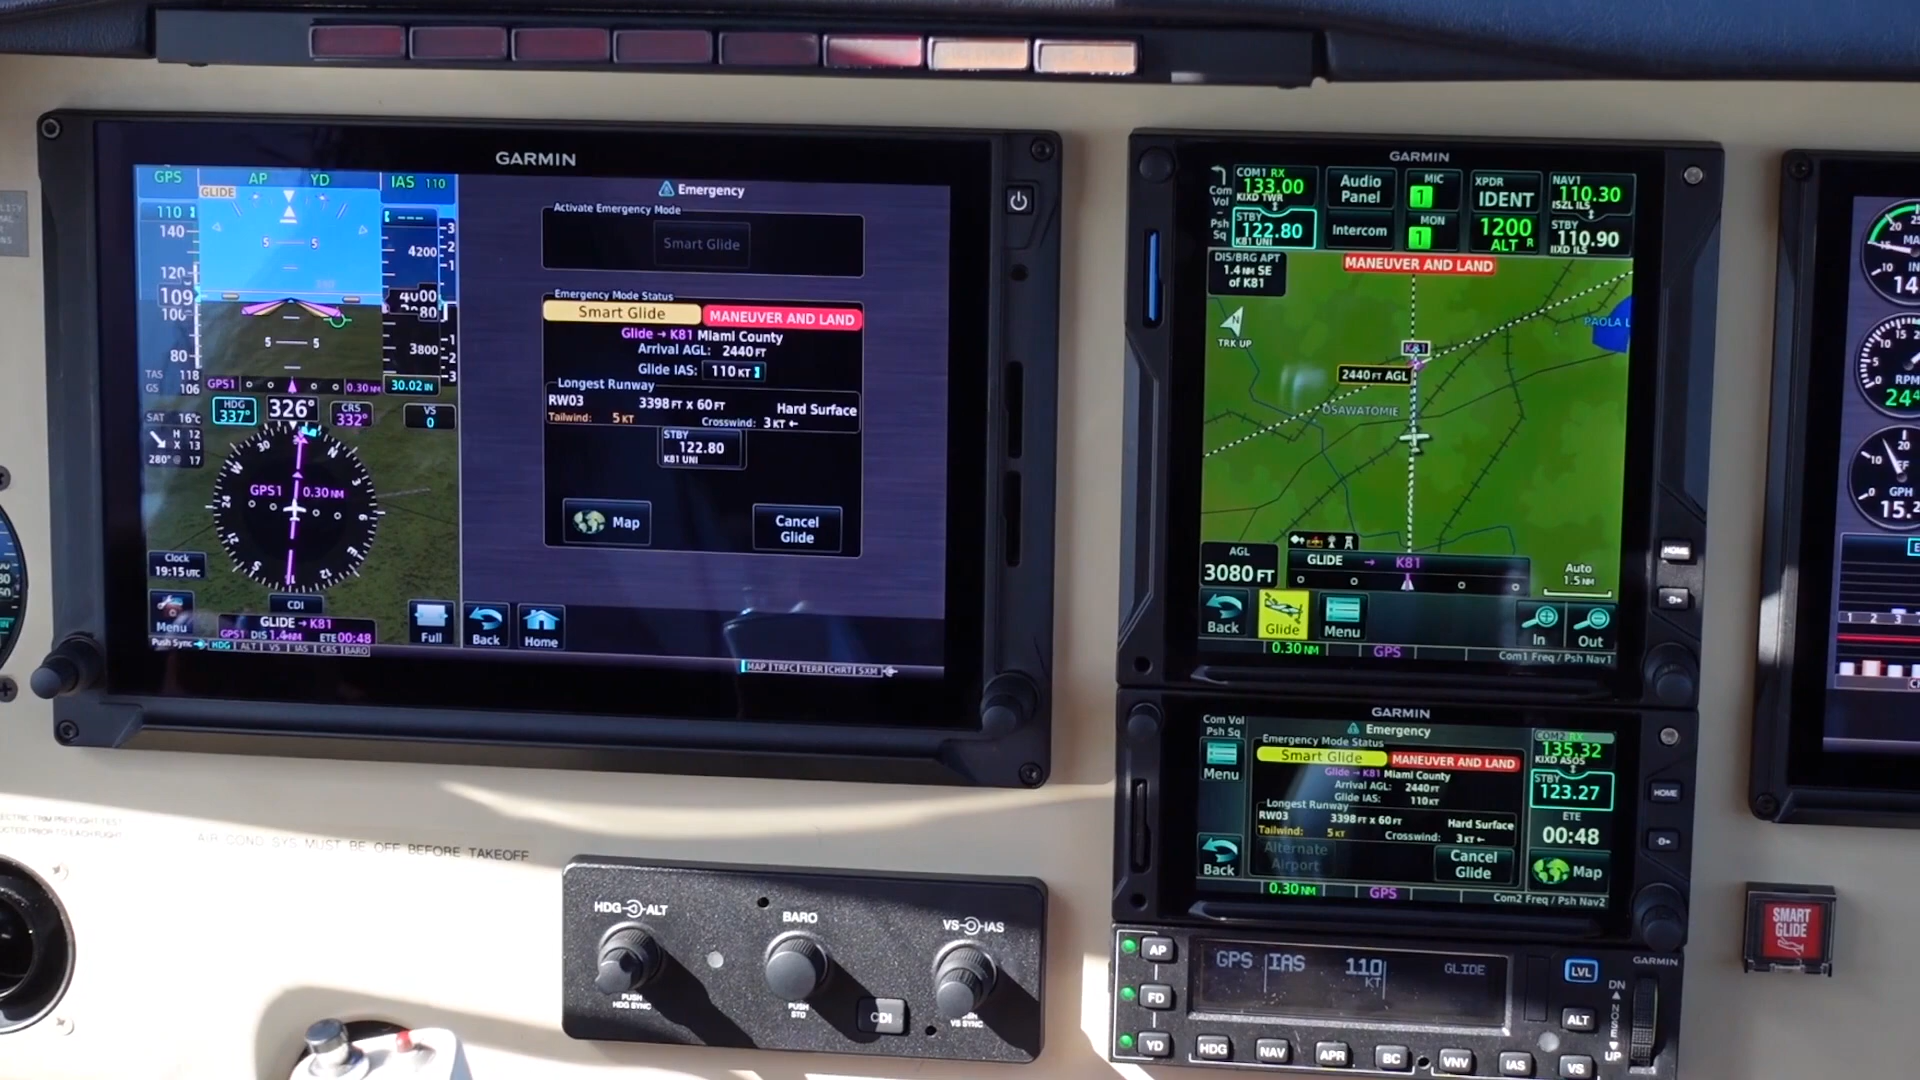 GARMIN
GPS AP YD IAS 110
GLIDE
110
140
120
109
100
80
TAS 118
GS 106
5 5
5 5
4200
4000
80
3800
30.02 IN
GPS1 0.30 NM
HDG 337°
326°
CRS 332°
VS 0
SAT 16°C
H 12
X 13
280° @ 17
30 N 3 E 12 S 21 24 W
GPS1 0.30 NM
Clock
19:15 UTC
CDI
GLIDE → K81
GPS1 DIS 1.4NM ETE 00:48
Menu
Full
Push Sync HDG | ALT | VS | IAS | CRS | BARO
Emergency
Activate Emergency Mode
Smart Glide
Emergency Mode Status
Smart Glide MANEUVER AND LAND
Glide → K81 Miami County
Arrival AGL: 2440 FT
Glide IAS: 110 KT
Longest Runway
RW03 3398 FT x 60 FT Hard Surface
Tailwind: 5 KT Crosswind: 3 KT ←
STBY
122.80
K81 UNI
Map
Cancel Glide
Back
Home
MAP | TRFC | TERR | CHRT | SXM
GARMIN
Com Vol
Psh Sq
COM1 RX
133.00
KIXD TWR
STBY
122.80
K81 UNI
Audio Panel
Intercom
MIC
1
MON
1
XPDR
IDENT
1200
ALT R
NAV1
110.30
ISZL ILS
STBY
110.90
IIXD ILS
DIS/BRG APT
1.4 NM SE
of K81
MANEUVER AND LAND
N
TRK UP
PAOLA L
K81
2440 FT AGL
OSAWATOMIE
AGL
3080 FT
GLIDE → K81
Auto
1.5 NM
Back
Glide
Menu
In
Out
0.30 NM GPS Com1 Freq / Psh Nav1
GARMIN
Com Vol
Psh Sq
Menu
Back
Emergency
Emergency Mode Status
Smart Glide MANEUVER AND LAND
Glide → K81 Miami County
Arrival AGL: 2440 FT
Glide IAS: 110 KT
Longest Runway
RW03 3398 FT x 60 FT Hard Surface
Tailwind: 5 KT Crosswind: 3 KT ←
Alternate Airport
Cancel Glide
COM2 RX
135.32
KIXD ASOS
STBY
123.27
ETE
00:48
Map
0.30 NM GPS Com2 Freq / Psh Nav2
HOME
HOME
AIR COND. SYS. MUST BE OFF BEFORE TAKEOFF
HDG ALT
PUSH
HDG SYNC
BARO
PUSH
STD
CDI
VS IAS
VS SYNC
AP
FD
YD
GPS IAS 110 KT GLIDE
LVL
GARMIN
DN
NOSE
UP
ALT
HDG NAV APR BC VNV IAS VS
SMART
GLIDE
RPM
GPH